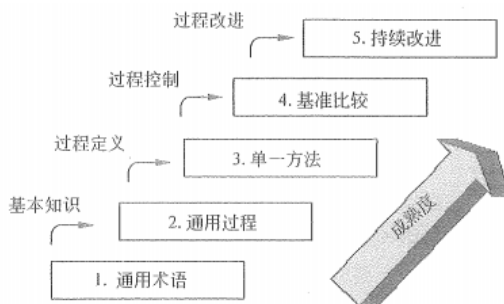 过程改进
5. 持续改进
过程控制
4. 基准比较
过程定义
3. 单一方法
基本知识
2. 通用过程
1. 通用术语
成熟度